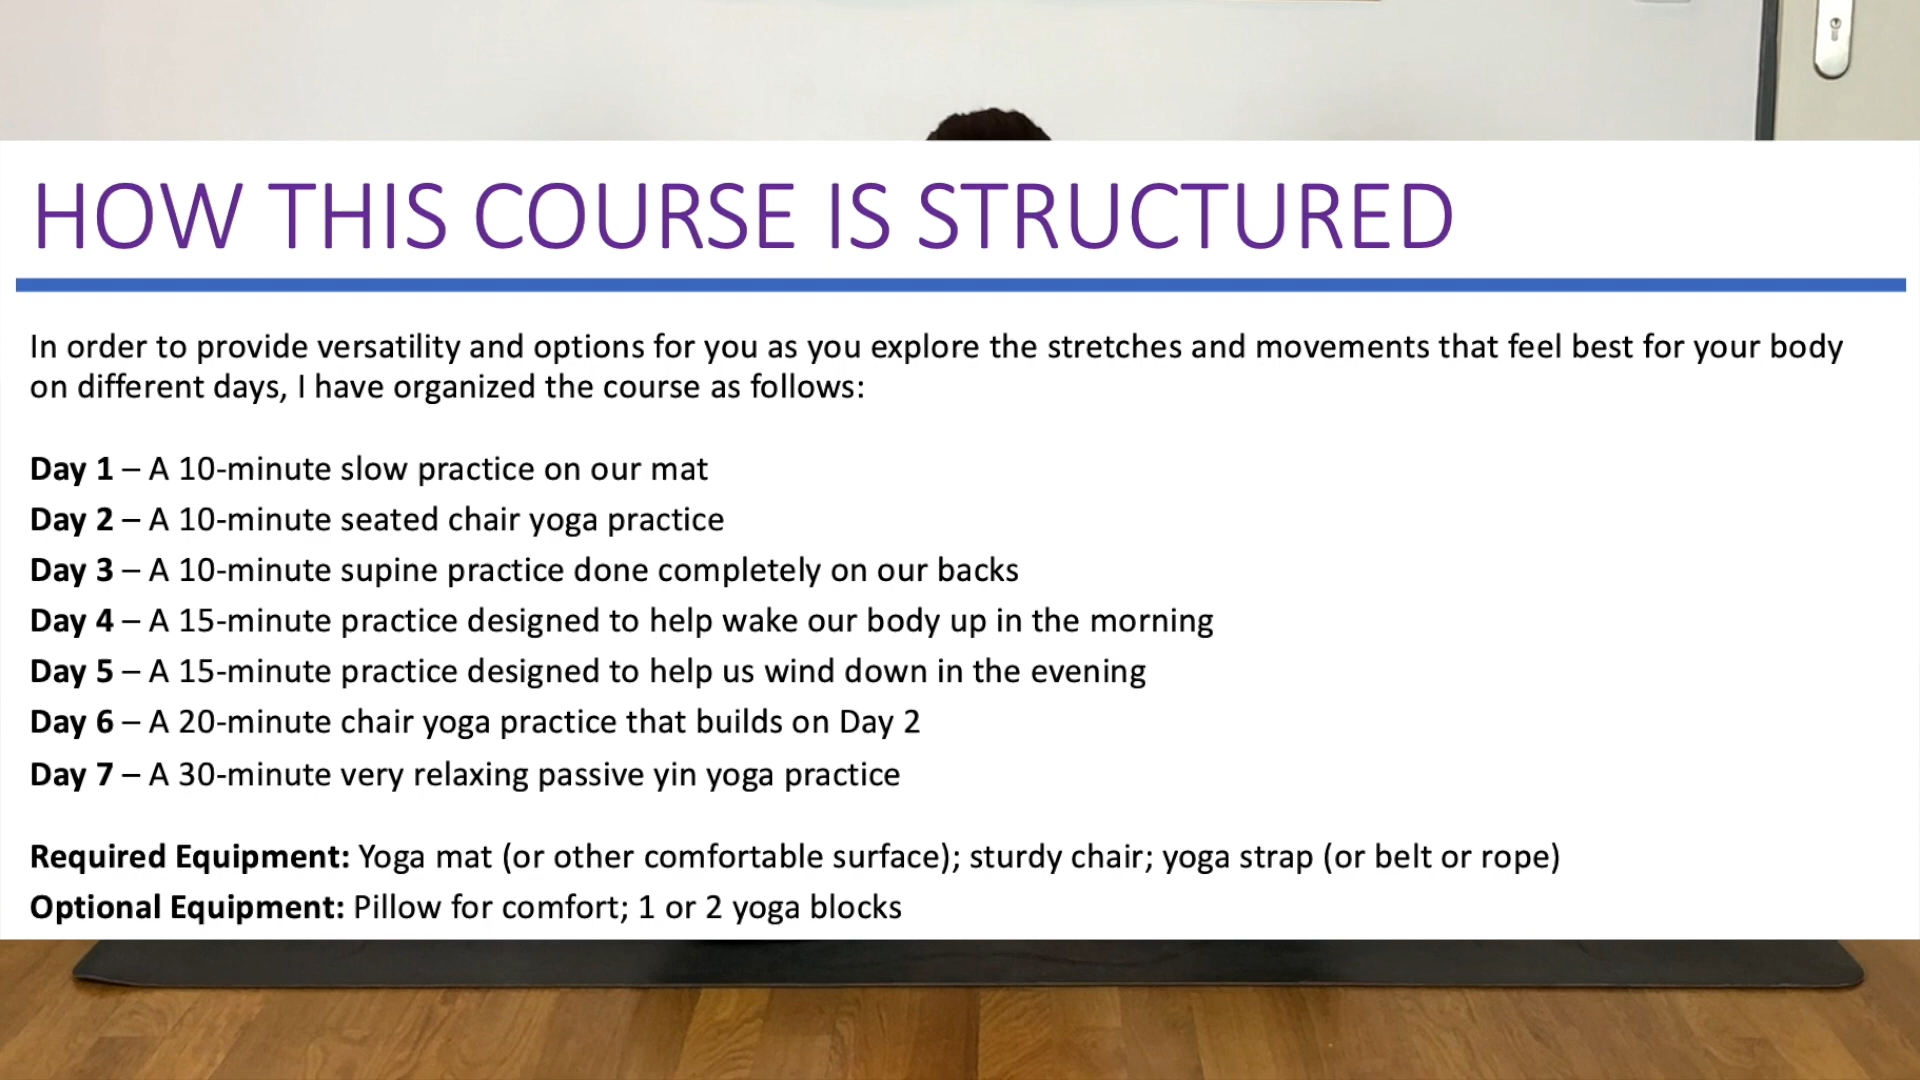 HOW THIS COURSE IS STRUCTURED
In order to provide versatility and options for you as you explore the stretches and movements that feel best for your body
on different days, I have organized the course as follows:
Day 1 – A 10-minute slow practice on our mat
Day 2 – A 10-minute seated chair yoga practice
Day 3 – A 10-minute supine practice done completely on our backs
Day 4 – A 15-minute practice designed to help wake our body up in the morning
Day 5 – A 15-minute practice designed to help us wind down in the evening
Day 6 – A 20-minute chair yoga practice that builds on Day 2
Day 7 – A 30-minute very relaxing passive yin yoga practice
Required Equipment: Yoga mat (or other comfortable surface); sturdy chair; yoga strap (or belt or rope)
Optional Equipment: Pillow for comfort; 1 or 2 yoga blocks